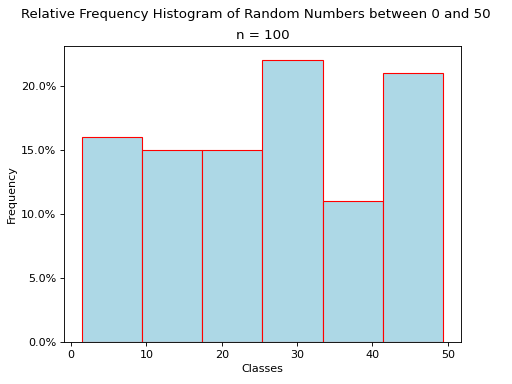 Relative Frequency Histogram of Random Numbers between 0 and 50
n = 100
20.0%
15.0%
10.0%
5.0%
0.0%
Frequency
0 10 20 30 40 50
Classes